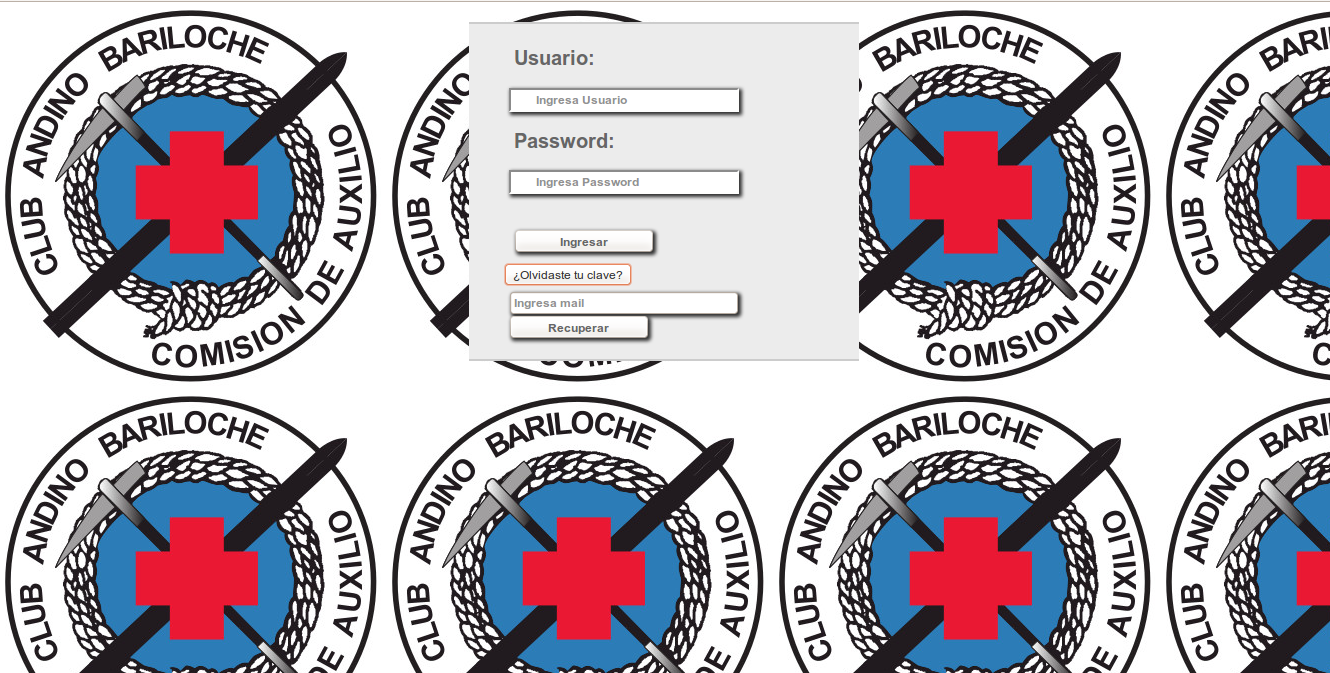 CLUB ANDINO BARILOCHE
COMISION DE AUXILIO
CLUB ANDINO
COMI
BARILOCHE
COMISION DE AUXILIO
CLUB ANDINO BARI
C
Usuario:
Ingresa Usuario
Password:
Ingresa Password
Ingresar
¿Olvidaste tu clave?
Ingresa mail
Recuperar
CLUB ANDINO BARILOCHE
DE AUXILIO
CLUB ANDINO BARILOCHE
DE AUXILIO
CLUB ANDINO BARILOCHE
DE AUXILIO
CLUB ANDINO BARI